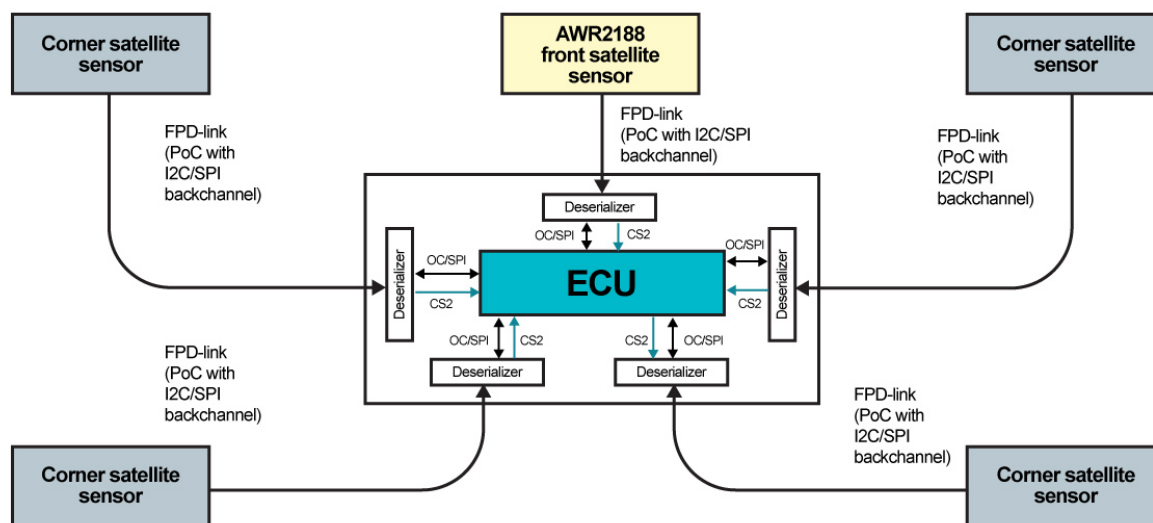 Corner satellite
sensor
AWR2188
front satellite
sensor
Corner satellite
sensor
FPD-link
(PoC with
I2C/SPI
backchannel)
FPD-link
(PoC with I2C/SPI
backchannel)
FPD-link
(PoC with
I2C/SPI
backchannel)
Deserializer
OC/SPI
CS2
Deserializer
OC/SPI
CS2
ECU
OC/SPI
CS2
Deserializer
OC/SPI
CS2
CS2
OC/SPI
Deserializer
Deserializer
FPD-link
(PoC with
I2C/SPI
backchannel)
FPD-link
(PoC with
I2C/SPI
backchannel)
Corner satellite
sensor
Corner satellite
sensor